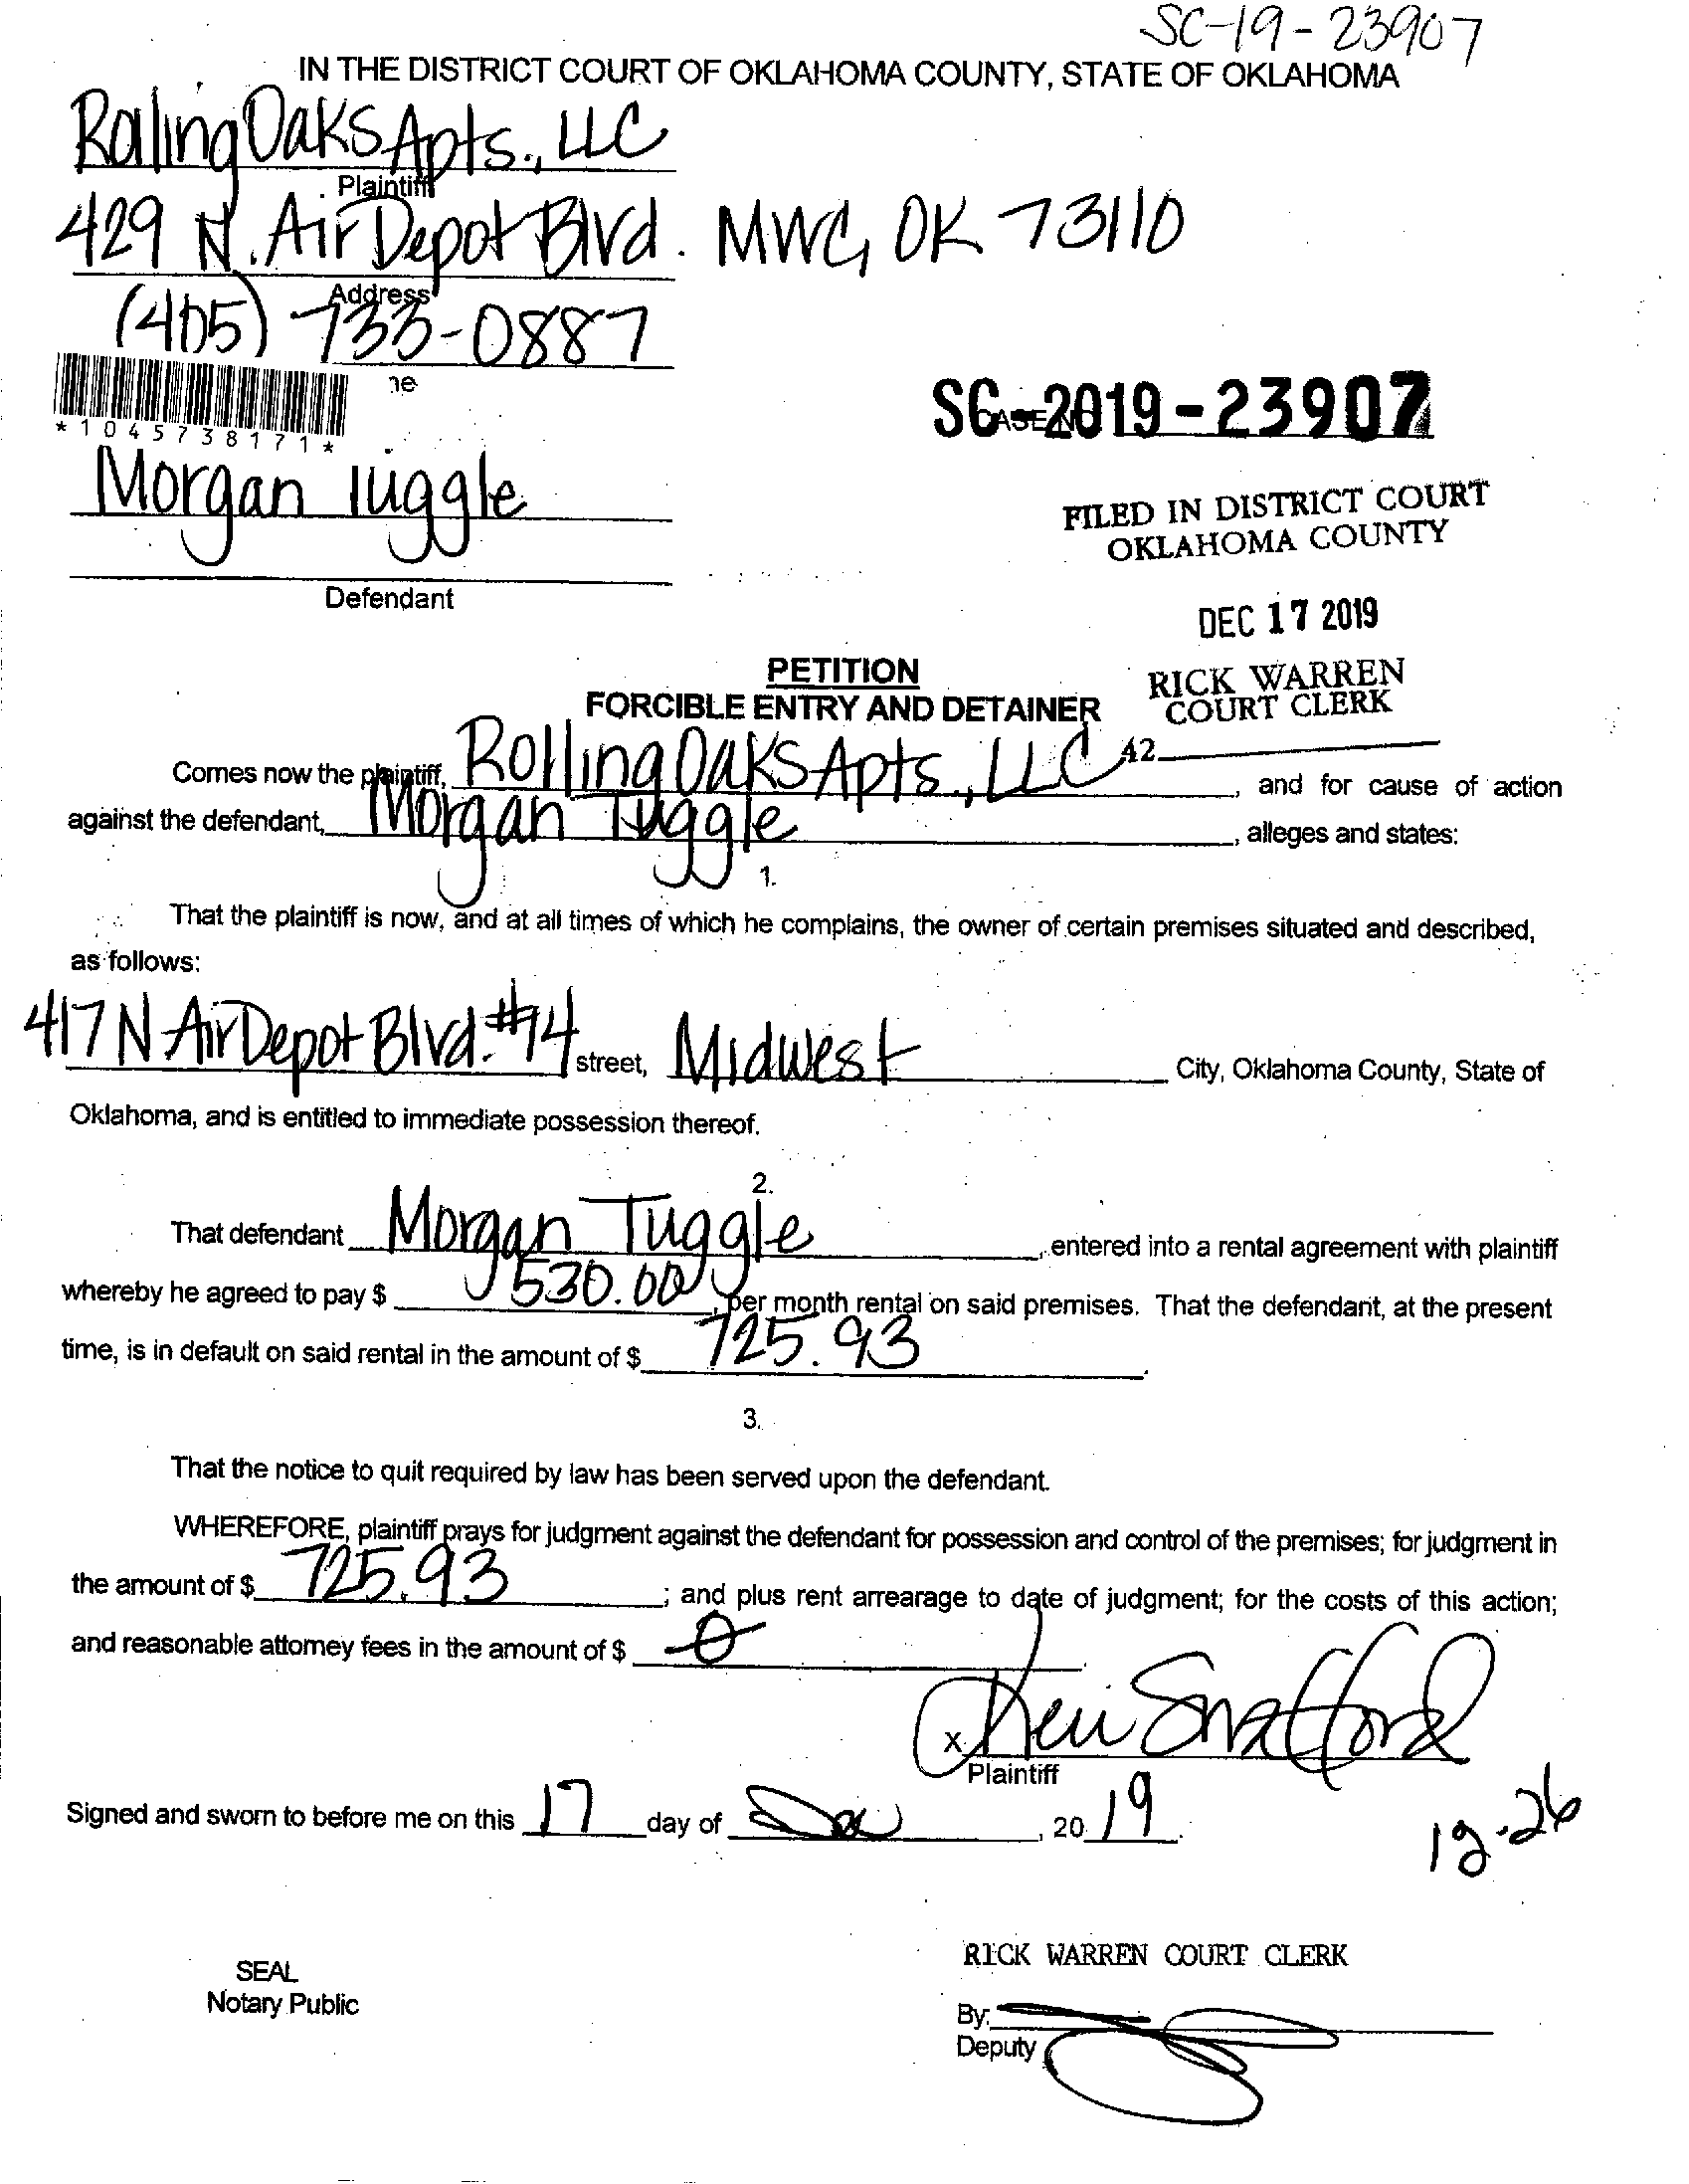 SC-19-23907
IN THE DISTRICT COURT OF OKLAHOMA COUNTY, STATE OF OKLAHOMA
Rolling Oaks Apts., LLC
Plaintiff
429 N. Air Depot Blvd. MWC, OK 73110
Address
(405) 733-0887
ne
*1045738171*
SC-2019-23907
CASE NO
Morgan Tuggle
FILED IN DISTRICT COURT
OKLAHOMA COUNTY
Defendant
DEC 17 2019
PETITION
RICK WARREN
FORCIBLE ENTRY AND DETAINER
COURT CLERK
42
Comes now the plaintiff, Rolling Oaks Apts., LLC, and for cause of action
against the defendant, Morgan Tuggle, alleges and states:
1.
That the plaintiff is now, and at all times of which he complains, the owner of certain premises situated and described,
as follows:
417 N Air Depot Blvd. #74 street, Midwest City, Oklahoma County, State of
Oklahoma, and is entitled to immediate possession thereof.
2.
That defendant Morgan Tuggle, entered into a rental agreement with plaintiff
whereby he agreed to pay $ 530.00, per month rental on said premises. That the defendant, at the present
time, is in default on said rental in the amount of $ 725.93.
3.
That the notice to quit required by law has been served upon the defendant.
WHEREFORE, plaintiff prays for judgment against the defendant for possession and control of the premises; for judgment in
the amount of $ 725.93; and plus rent arrearage to date of judgment; for the costs of this action;
and reasonable attorney fees in the amount of $ 0
X
Plaintiff
Signed and sworn to before me on this 17 day of Dec, 20 19.
12-26
SEAL
RICK WARREN COURT CLERK
Notary Public
By:
Deputy